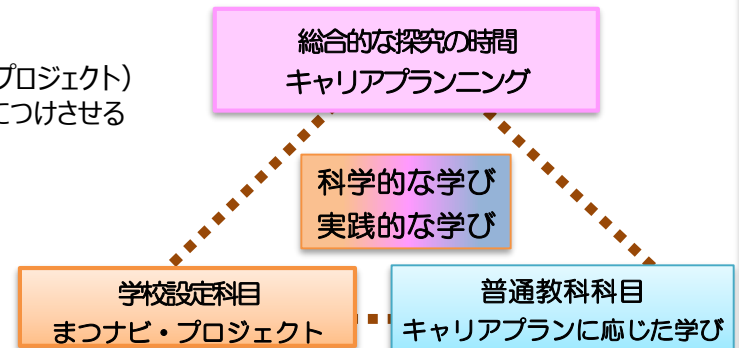 総合的な探究の時間
キャリアプランニング
プロジェクト)
につけさせる
科学的な学び
実践的な学び
学校設定科目
まつナビ・プロジェクト
普通教科科目
キャリアプランに応じた学び